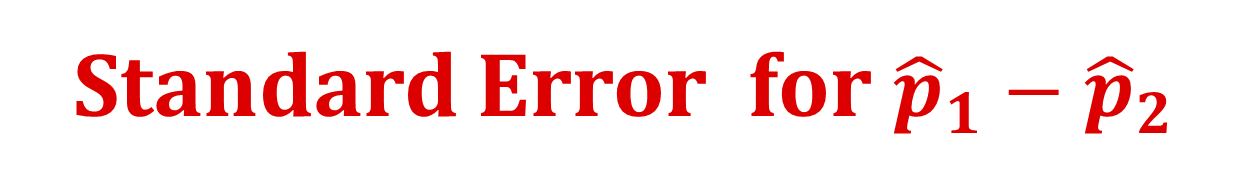 Standard Error for p̂₁ − p̂₂